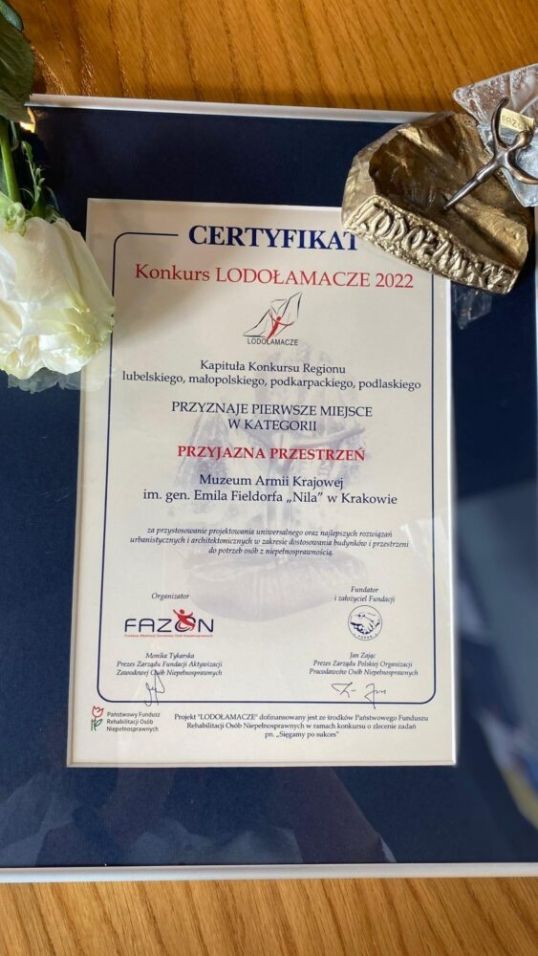 CERTYFIKAT
Konkurs LODOŁAMACZE 2022
LODOŁAMACZE
LODOŁAMACZE
Kapituła Konkursu Regionu
lubelskiego, małopolskiego, podkarpackiego, podlaskiego
PRZYZNAJE PIERWSZE MIEJSCE
W KATEGORII
PRZYJAZNA PRZESTRZEŃ
Muzeum Armii Krajowej
im. gen. Emila Fieldorfa „Nila" w Krakowie
za przystosowanie projektowania uniwersalnego oraz najlepszych rozwiązań
urbanistycznych i architektonicznych w zakresie dostosowania budynków i przestrzeni
do potrzeb osób z niepełnosprawnością.
Organizator
FAZON
Monika Tykarska
Prezes Zarządu Fundacji Aktywizacji
Zawodowej Osób Niepełnosprawnych
Fundator
i założyciel Fundacji
Jan Zając
Prezes Zarządu Polskiej Organizacji
Pracodawców Osób Niepełnosprawnych
Państwowy Fundusz
Rehabilitacji Osób
Niepełnosprawnych
Projekt "LODOŁAMACZE" dofinansowany jest ze środków Państwowego Funduszu
Rehabilitacji Osób Niepełnosprawnych w ramach konkursu o zlecenie zadań
pn. „Sięgamy po sukces"